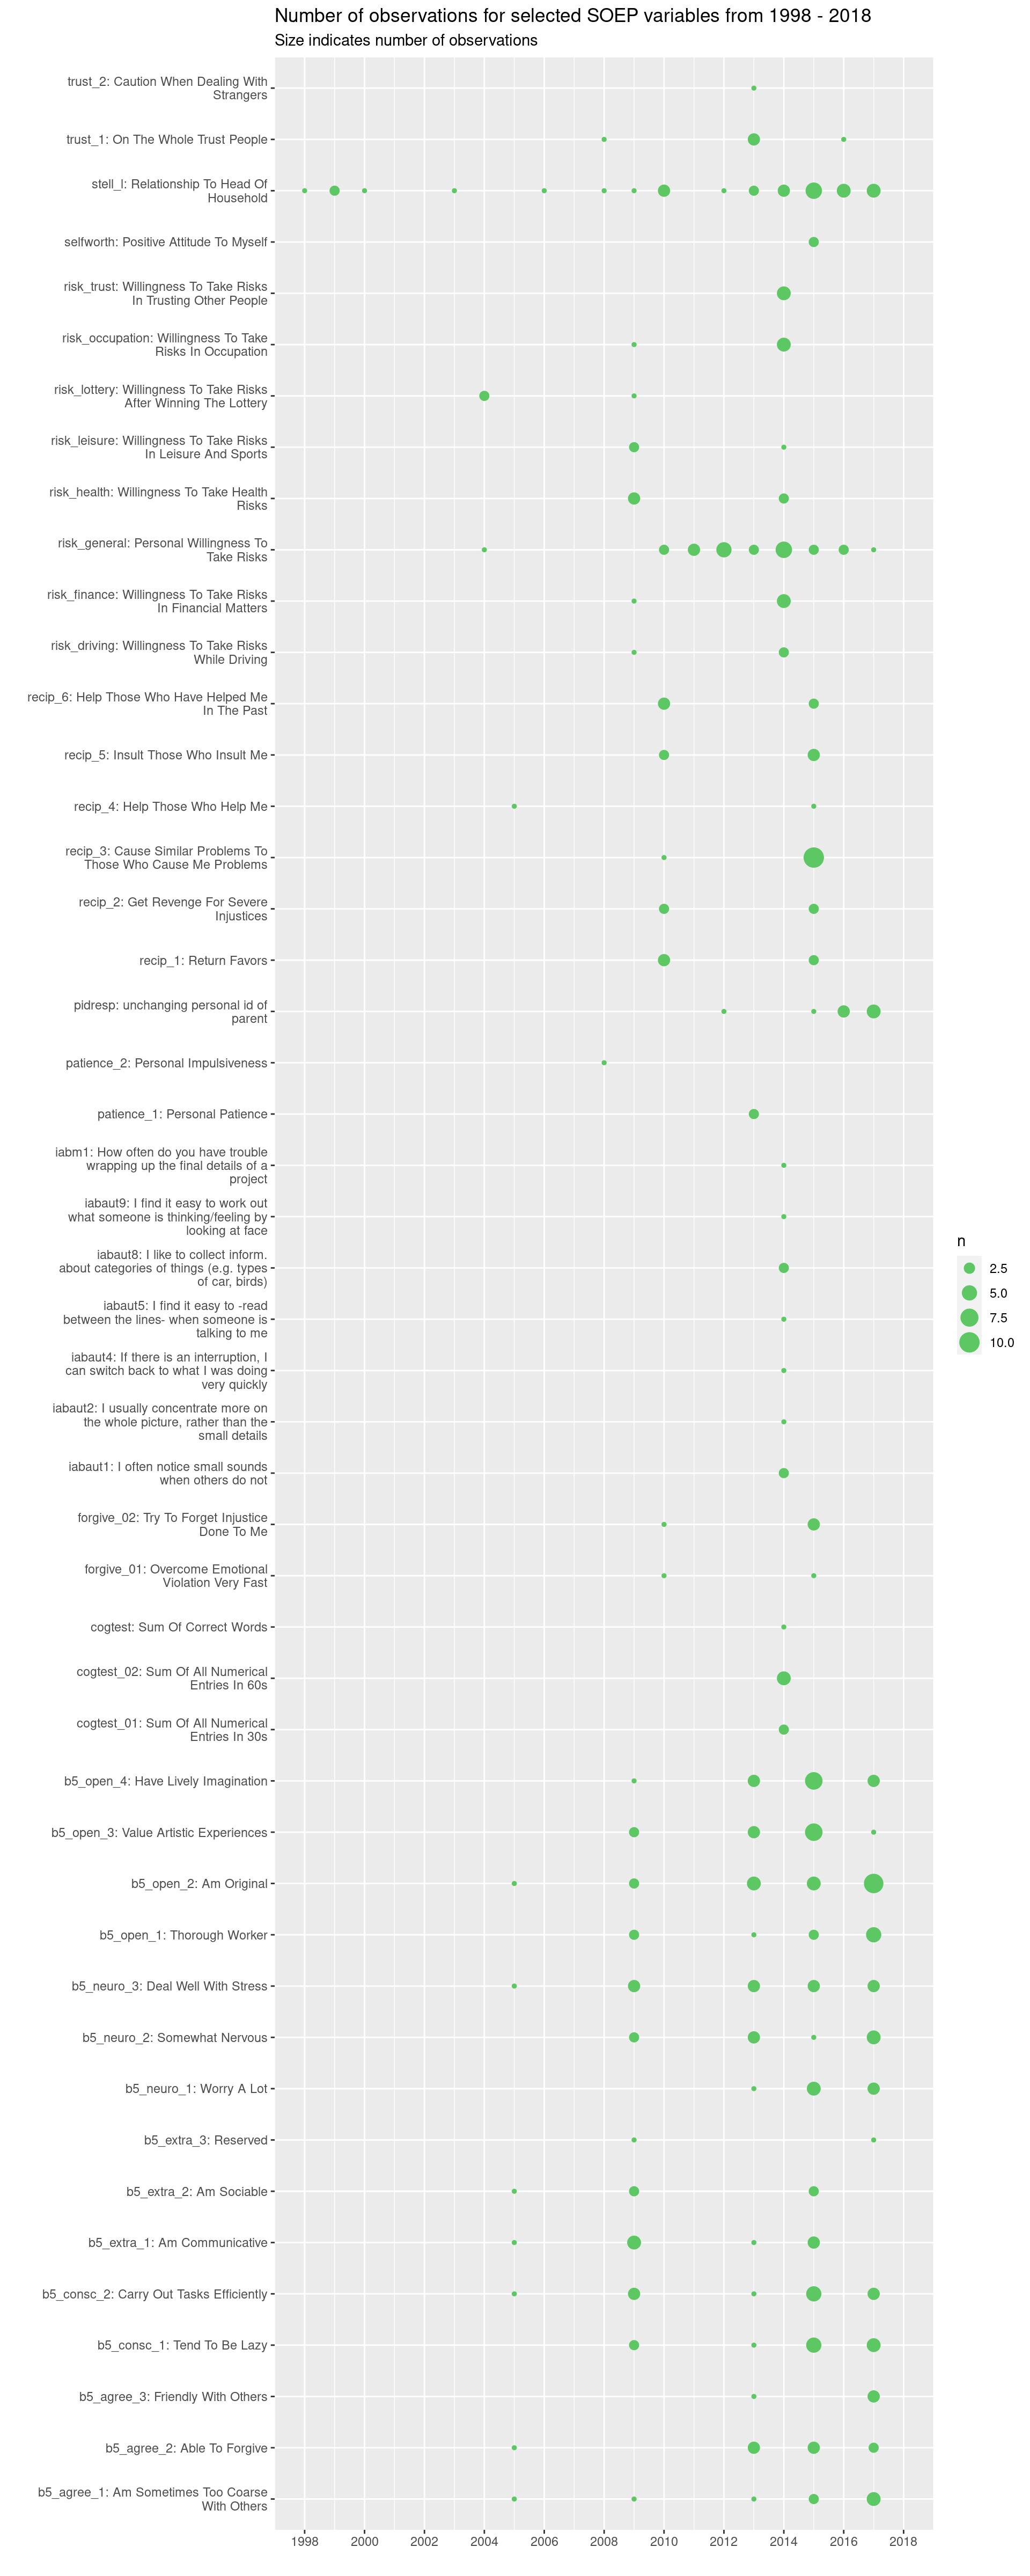 Number of observations for selected SOEP variables from 1998 - 2018
Size indicates number of observations
trust_2: Caution When Dealing With
Strangers
trust_1: On The Whole Trust People
stell_l: Relationship To Head Of
Household
selfworth: Positive Attitude To Myself
risk_trust: Willingness To Take Risks
In Trusting Other People
risk_occupation: Willingness To Take
Risks In Occupation
risk_lottery: Willingness To Take Risks
After Winning The Lottery
risk_leisure: Willingness To Take Risks
In Leisure And Sports
risk_health: Willingness To Take Health
Risks
risk_general: Personal Willingness To
Take Risks
risk_finance: Willingness To Take Risks
In Financial Matters
risk_driving: Willingness To Take Risks
While Driving
recip_6: Help Those Who Have Helped Me
In The Past
recip_5: Insult Those Who Insult Me
recip_4: Help Those Who Help Me
recip_3: Cause Similar Problems To
Those Who Cause Me Problems
recip_2: Get Revenge For Severe
Injustices
recip_1: Return Favors
pidresp: unchanging personal id of
parent
patience_2: Personal Impulsiveness
patience_1: Personal Patience
iabm1: How often do you have trouble
wrapping up the final details of a
project
iabaut9: I find it easy to work out
what someone is thinking/feeling by
looking at face
iabaut8: I like to collect inform.
about categories of things (e.g. types
of car, birds)
iabaut5: I find it easy to -read
between the lines- when someone is
talking to me
iabaut4: If there is an interruption, I
can switch back to what I was doing
very quickly
iabaut2: I usually concentrate more on
the whole picture, rather than the
small details
iabaut1: I often notice small sounds
when others do not
forgive_02: Try To Forget Injustice
Done To Me
forgive_01: Overcome Emotional
Violation Very Fast
cogtest: Sum Of Correct Words
cogtest_02: Sum Of All Numerical
Entries In 60s
cogtest_01: Sum Of All Numerical
Entries In 30s
b5_open_4: Have Lively Imagination
b5_open_3: Value Artistic Experiences
b5_open_2: Am Original
b5_open_1: Thorough Worker
b5_neuro_3: Deal Well With Stress
b5_neuro_2: Somewhat Nervous
b5_neuro_1: Worry A Lot
b5_extra_3: Reserved
b5_extra_2: Am Sociable
b5_extra_1: Am Communicative
b5_consc_2: Carry Out Tasks Efficiently
b5_consc_1: Tend To Be Lazy
b5_agree_3: Friendly With Others
b5_agree_2: Able To Forgive
b5_agree_1: Am Sometimes Too Coarse
With Others
1998 2000 2002 2004 2006 2008 2010 2012 2014 2016 2018
n
2.5
5.0
7.5
10.0